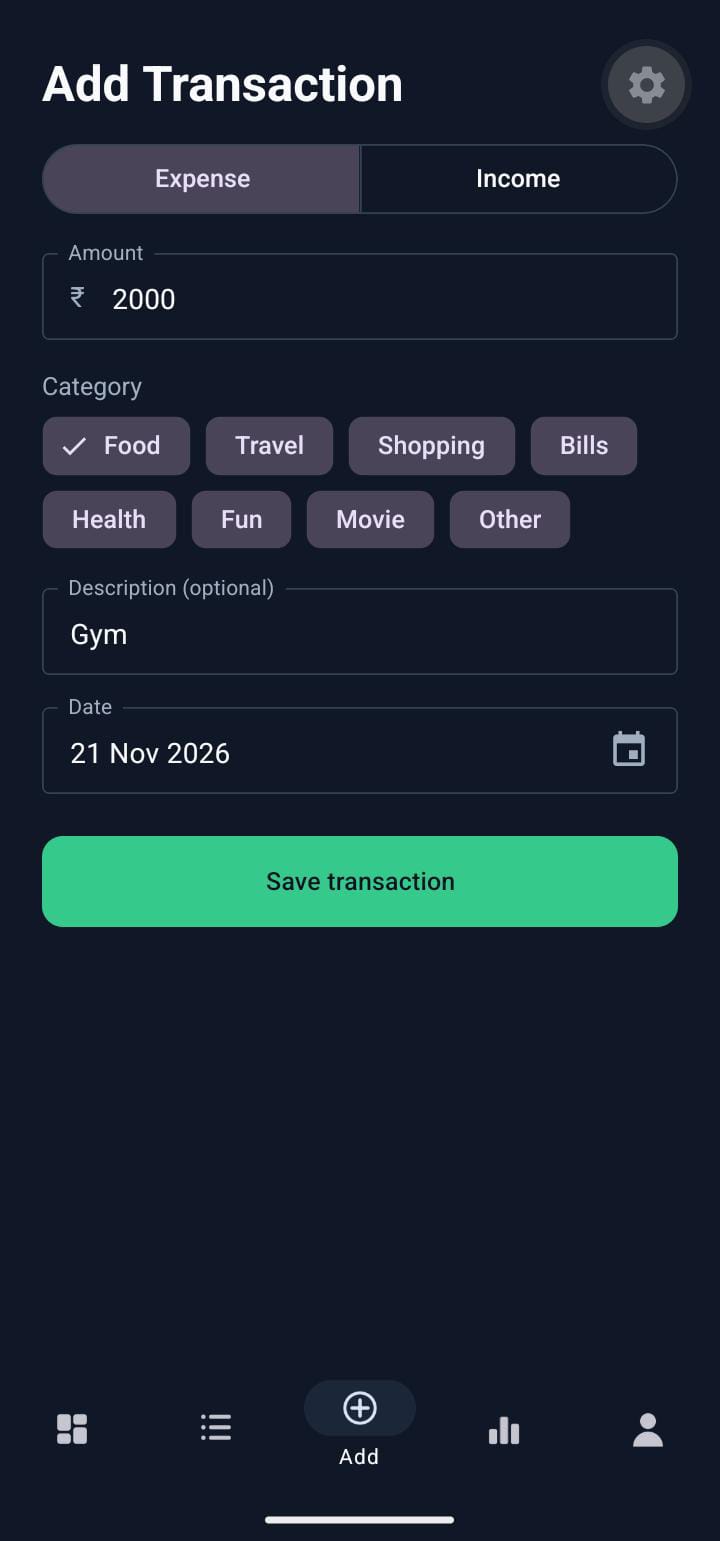 Add Transaction
Expense Income
Amount
₹ 2000
Category
Food Travel Shopping Bills
Health Fun Movie Other
Description (optional)
Gym
Date
21 Nov 2026
Save transaction
Add